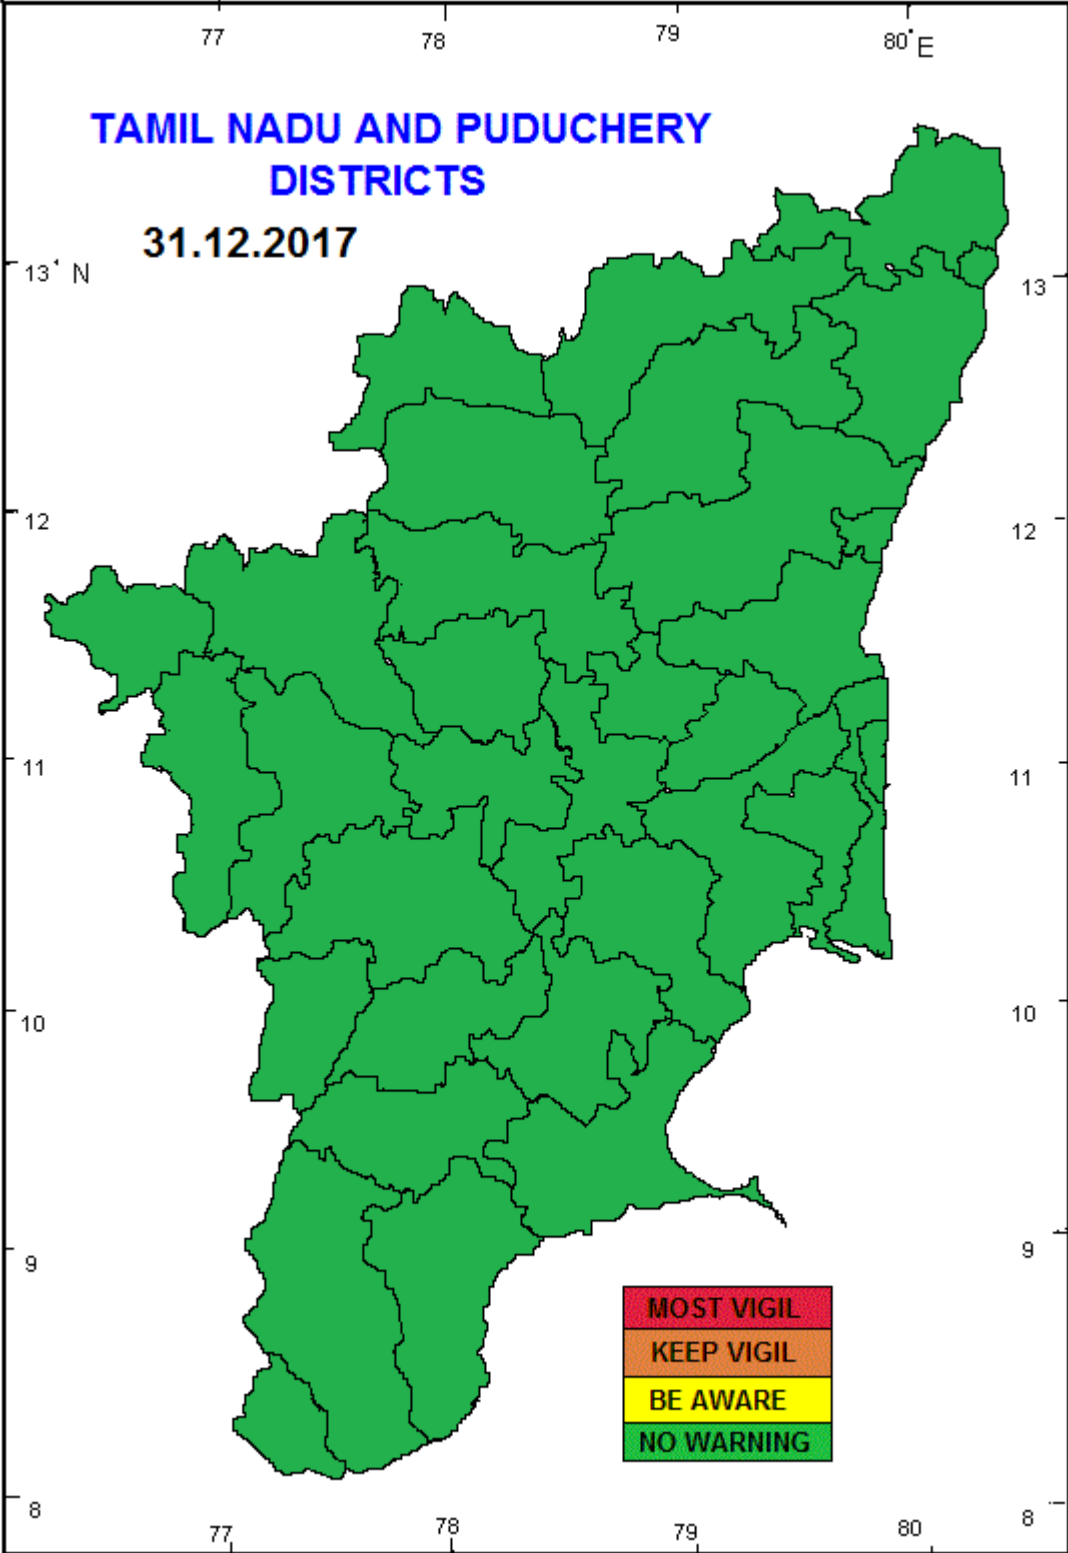 77 78 79 80° E
TAMIL NADU AND PUDUCHERY
DISTRICTS
31.12.2017
13° N
13
12
12
11
11
10
10
9
9
MOST VIGIL
KEEP VIGIL
BE AWARE
NO WARNING
8
8
77 78 79 80